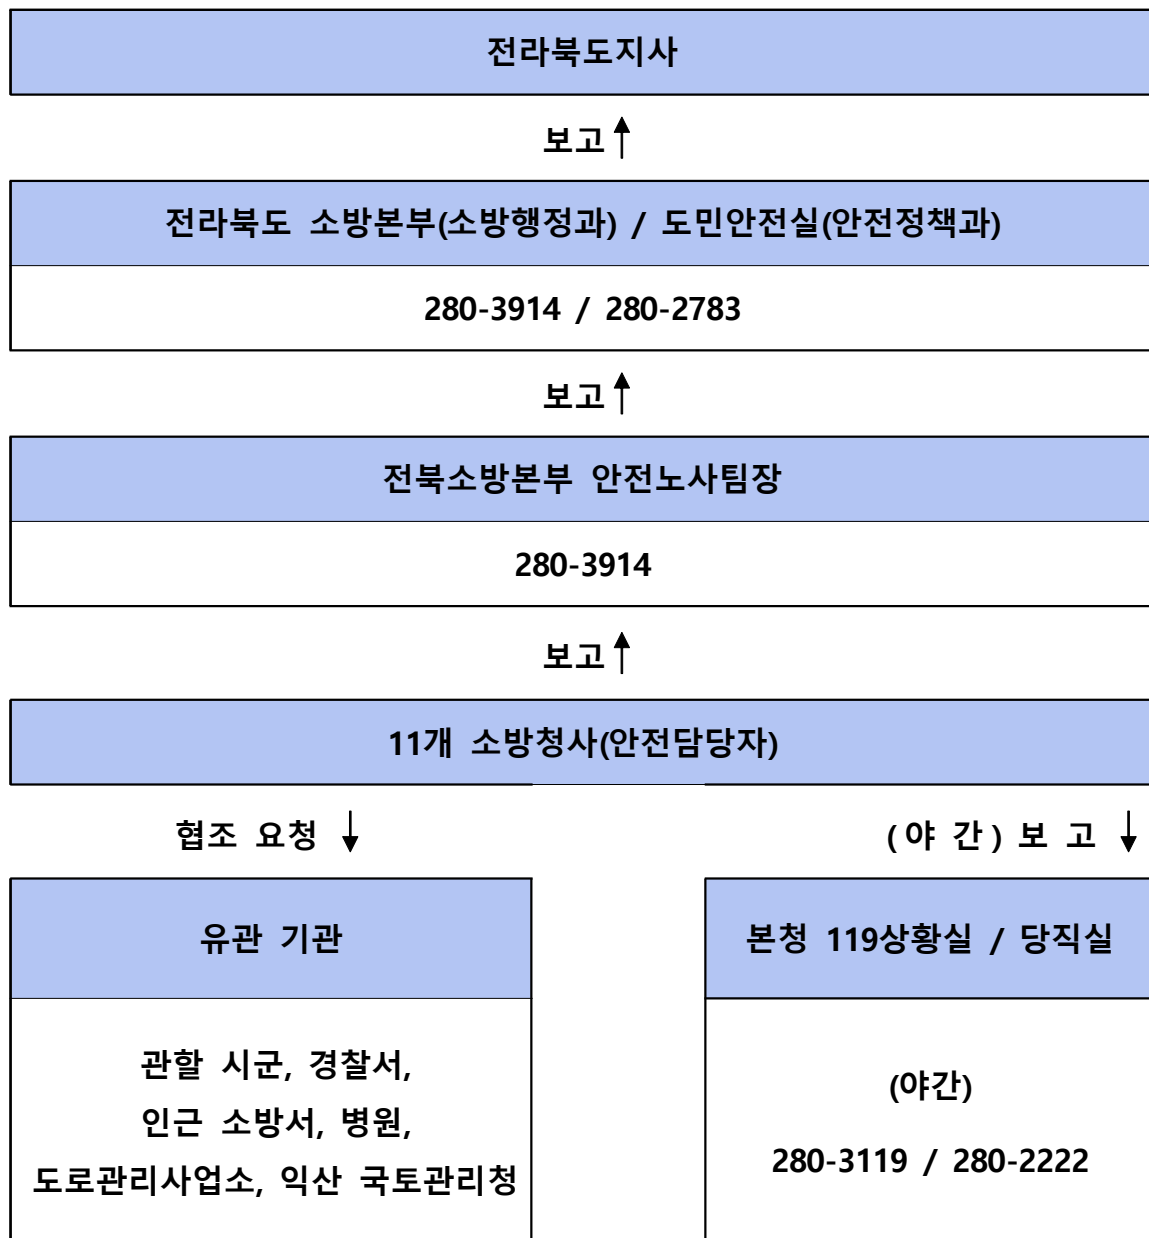 전라북도지사
보고 ↑
전라북도 소방본부(소방행정과) / 도민안전실(안전정책과)
280-3914 / 280-2783
보고 ↑
전북소방본부 안전노사팀장
280-3914
보고 ↑
11개 소방청사(안전담당자)
협조 요청 ↓
(야 간) 보 고 ↓
유관 기관
본청 119상황실 / 당직실
관할 시군, 경찰서,
인근 소방서, 병원,
도로관리사업소, 익산 국토관리청
(야간)
280-3119 / 280-2222